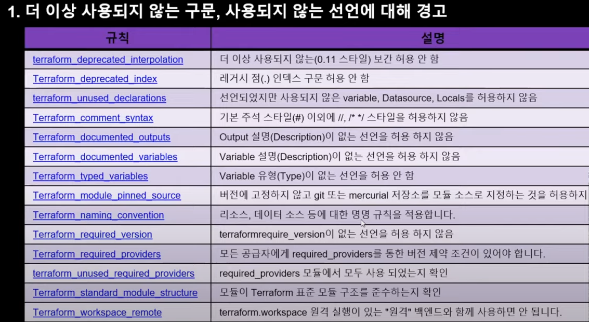 1. 더 이상 사용되지 않는 구문, 사용되지 않는 선언에 대해 경고
규칙 설명
terraform_deprecated_interpolation 더 이상 사용되지 않는(0.11 스타일) 보간 허용 안 함
Terraform_deprecated_index 레거시 점(.) 인덱스 구문 허용 안 함
terraform_unused_declarations 선언되었지만 사용되지 않은 variable, Datasource, Locals를 허용하지 않음
Terraform_comment_syntax 기본 주석 스타일(#) 이외에 //, /* */ 스타일을 허용하지 않음
Terraform_documented_outputs Output 설명(Description)이 없는 선언을 허용 하지 않음
Terraform_documented_variables Variable 설명(Description)이 없는 선언을 허용 하지 않음
Terraform_typed_variables Variable 유형(Type)이 없는 선언을 허용 안 함
Terraform_module_pinned_source 버전에 고정하지 않고 git 또는 mercurial 저장소를 모듈 소스로 지정하는 것을 허용하지
Terraform_naming_convention 리소스, 데이터 소스 등에 대한 명명 규칙을 적용합니다.
Terraform_required_version terraformrequire_version이 없는 선언을 허용 하지 않음
Terraform_required_providers 모든 공급자에게 required_providers를 통한 버전 제약 조건이 있어야 합니다.
terraform_unused_required_providers required_providers 모듈에서 모두 사용 되었는지 확인
Terraform_standard_module_structure 모듈이 Terraform 표준 모듈 구조를 준수하는지 확인
Terraform_workspace_remote terraform.workspace 원격 실행이 있는 "원격" 백엔드와 함께 사용하면 안 됩니다.